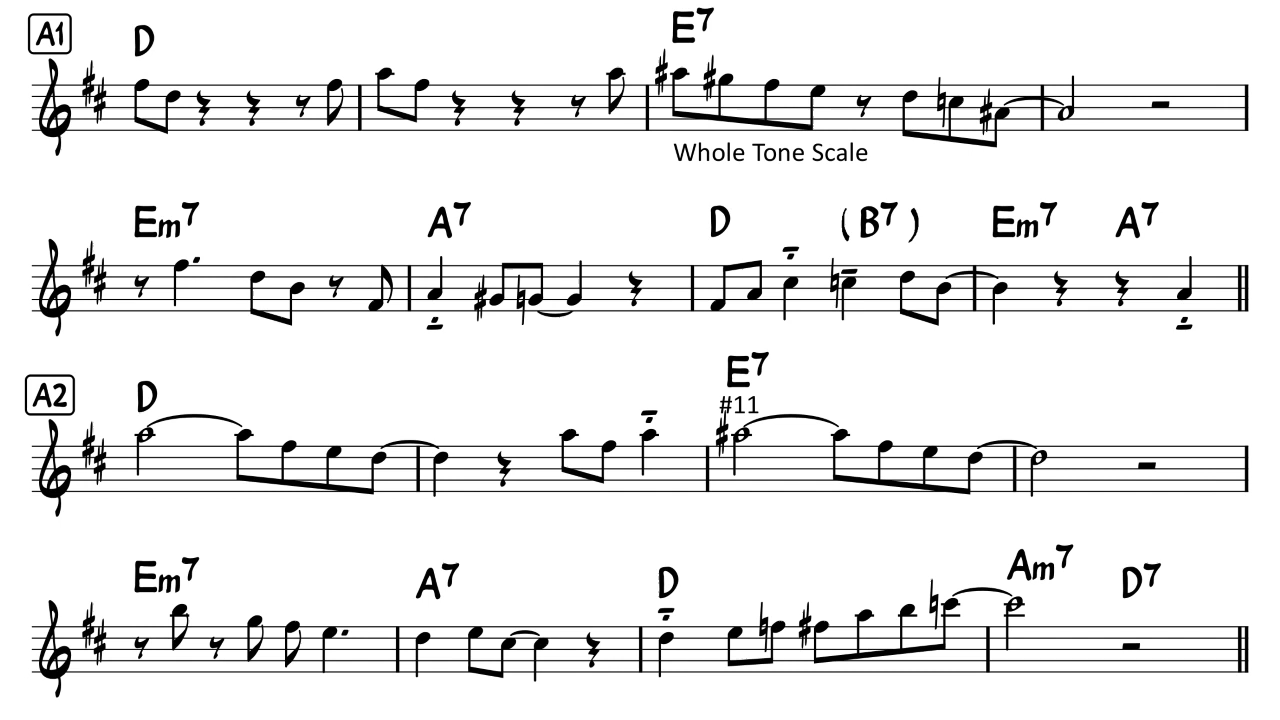 A1 D E7
Whole Tone Scale
Em7 A7 D (B7) Em7 A7
A2 D E7
#11
Em7 A7 D Am7 D7